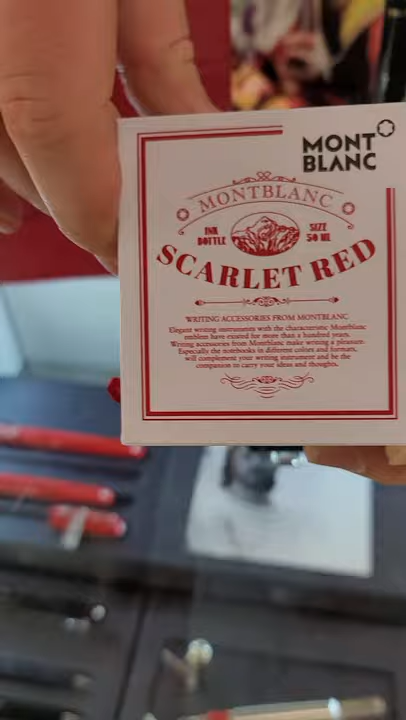 MONT
BLANC
MONTBLANC
INK
BOTTLE
SIZE
50 ML
SCARLET RED
WRITING ACCESSORIES FROM MONTBLANC
Elegant writing instruments with the characteristic Montblanc
emblem have existed for more than a hundred years.
Writing accessories from Montblanc make writing a pleasure.
Especially the notebooks in different colors and formats,
will complement your writing instrument and be the
companion to carry your ideas and thoughts.